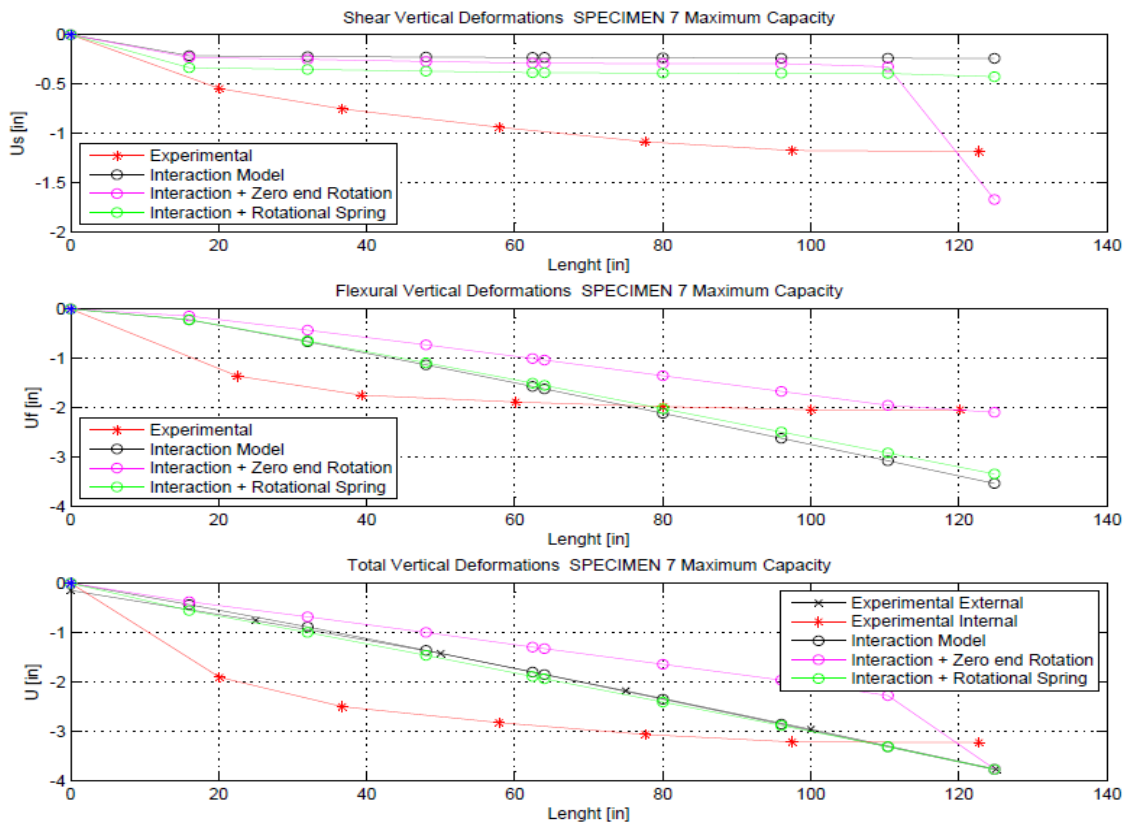 Shear Vertical Deformations SPECIMEN 7 Maximum Capacity
0
-0.5
-1
-1.5
-2
Us [in]
Experimental
Interaction Model
Interaction + Zero end Rotation
Interaction + Rotational Spring
0 20 40 60 80 100 120 140
Lenght [in]
Flexural Vertical Deformations SPECIMEN 7 Maximum Capacity
0
-1
-2
-3
-4
Uf [in]
Experimental
Interaction Model
Interaction + Zero end Rotation
Interaction + Rotational Spring
0 20 40 60 80 100 120 140
Lenght [in]
Total Vertical Deformations SPECIMEN 7 Maximum Capacity
0
-1
-2
-3
-4
U [in]
Experimental External
Experimental Internal
Interaction Model
Interaction + Zero end Rotation
Interaction + Rotational Spring
0 20 40 60 80 100 120 140
Lenght [in]